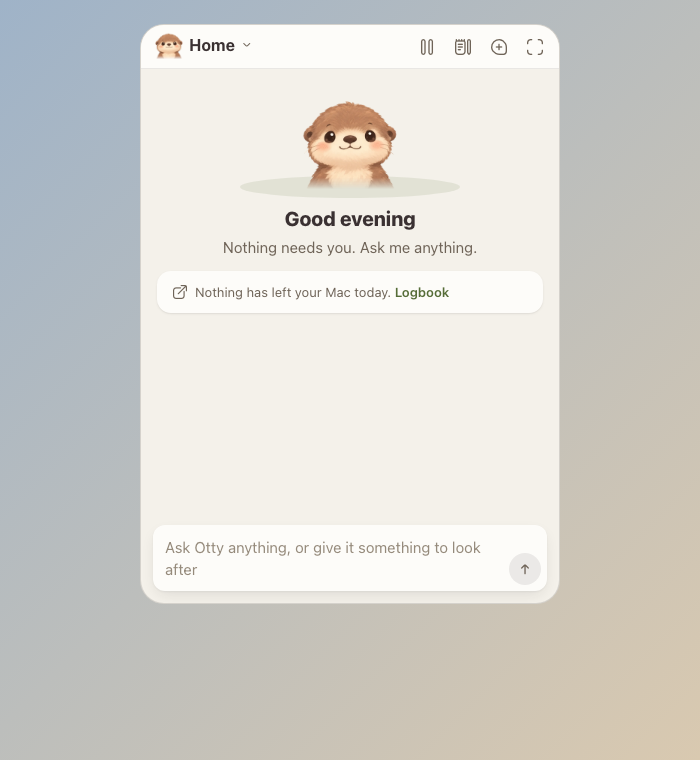 Home
Good evening
Nothing needs you. Ask me anything.
Nothing has left your Mac today. Logbook
Ask Otty anything, or give it something to look
after